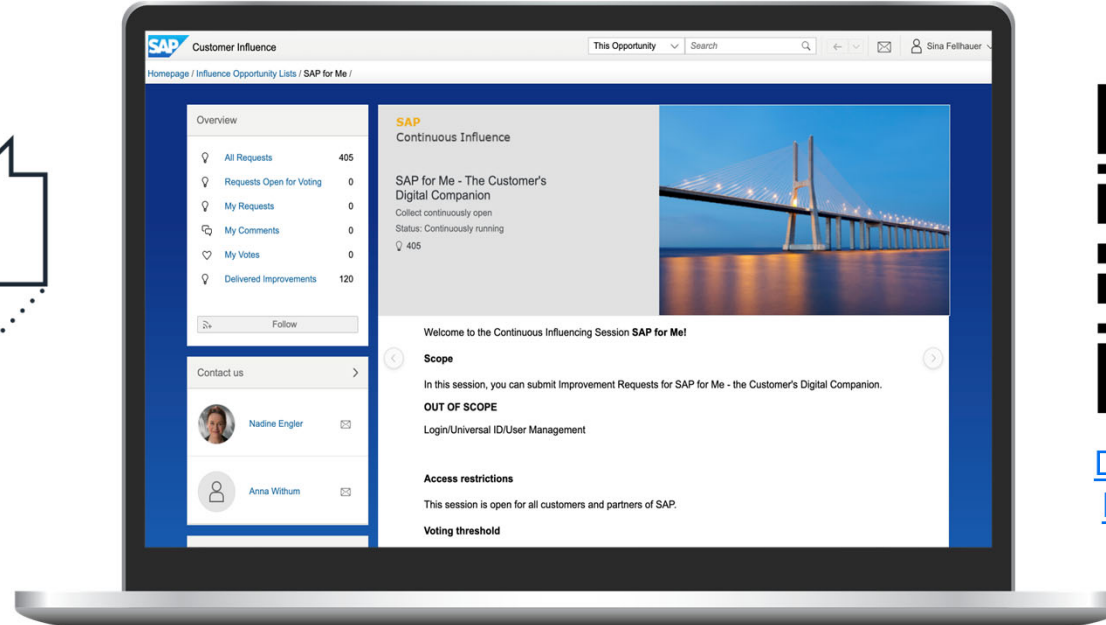 SAP Customer Influence
This Opportunity Search Sina Fellhauer
Homepage / Influence Opportunity Lists / SAP for Me /
Overview
All Requests 405
Requests Open for Voting 0
My Requests 0
My Comments 0
My Votes 0
Delivered Improvements 120
Follow
Contact us
Nadine Engler
Anna Withum
SAP
Continuous Influence
SAP for Me - The Customer's
Digital Companion
Collect continuously open
Status: Continuously running
405
Welcome to the Continuous Influencing Session SAP for Me!
Scope
In this session, you can submit Improvement Requests for SAP for Me - the Customer's Digital Companion.
OUT OF SCOPE
Login/Universal ID/User Management
Access restrictions
This session is open for all customers and partners of SAP.
Voting threshold